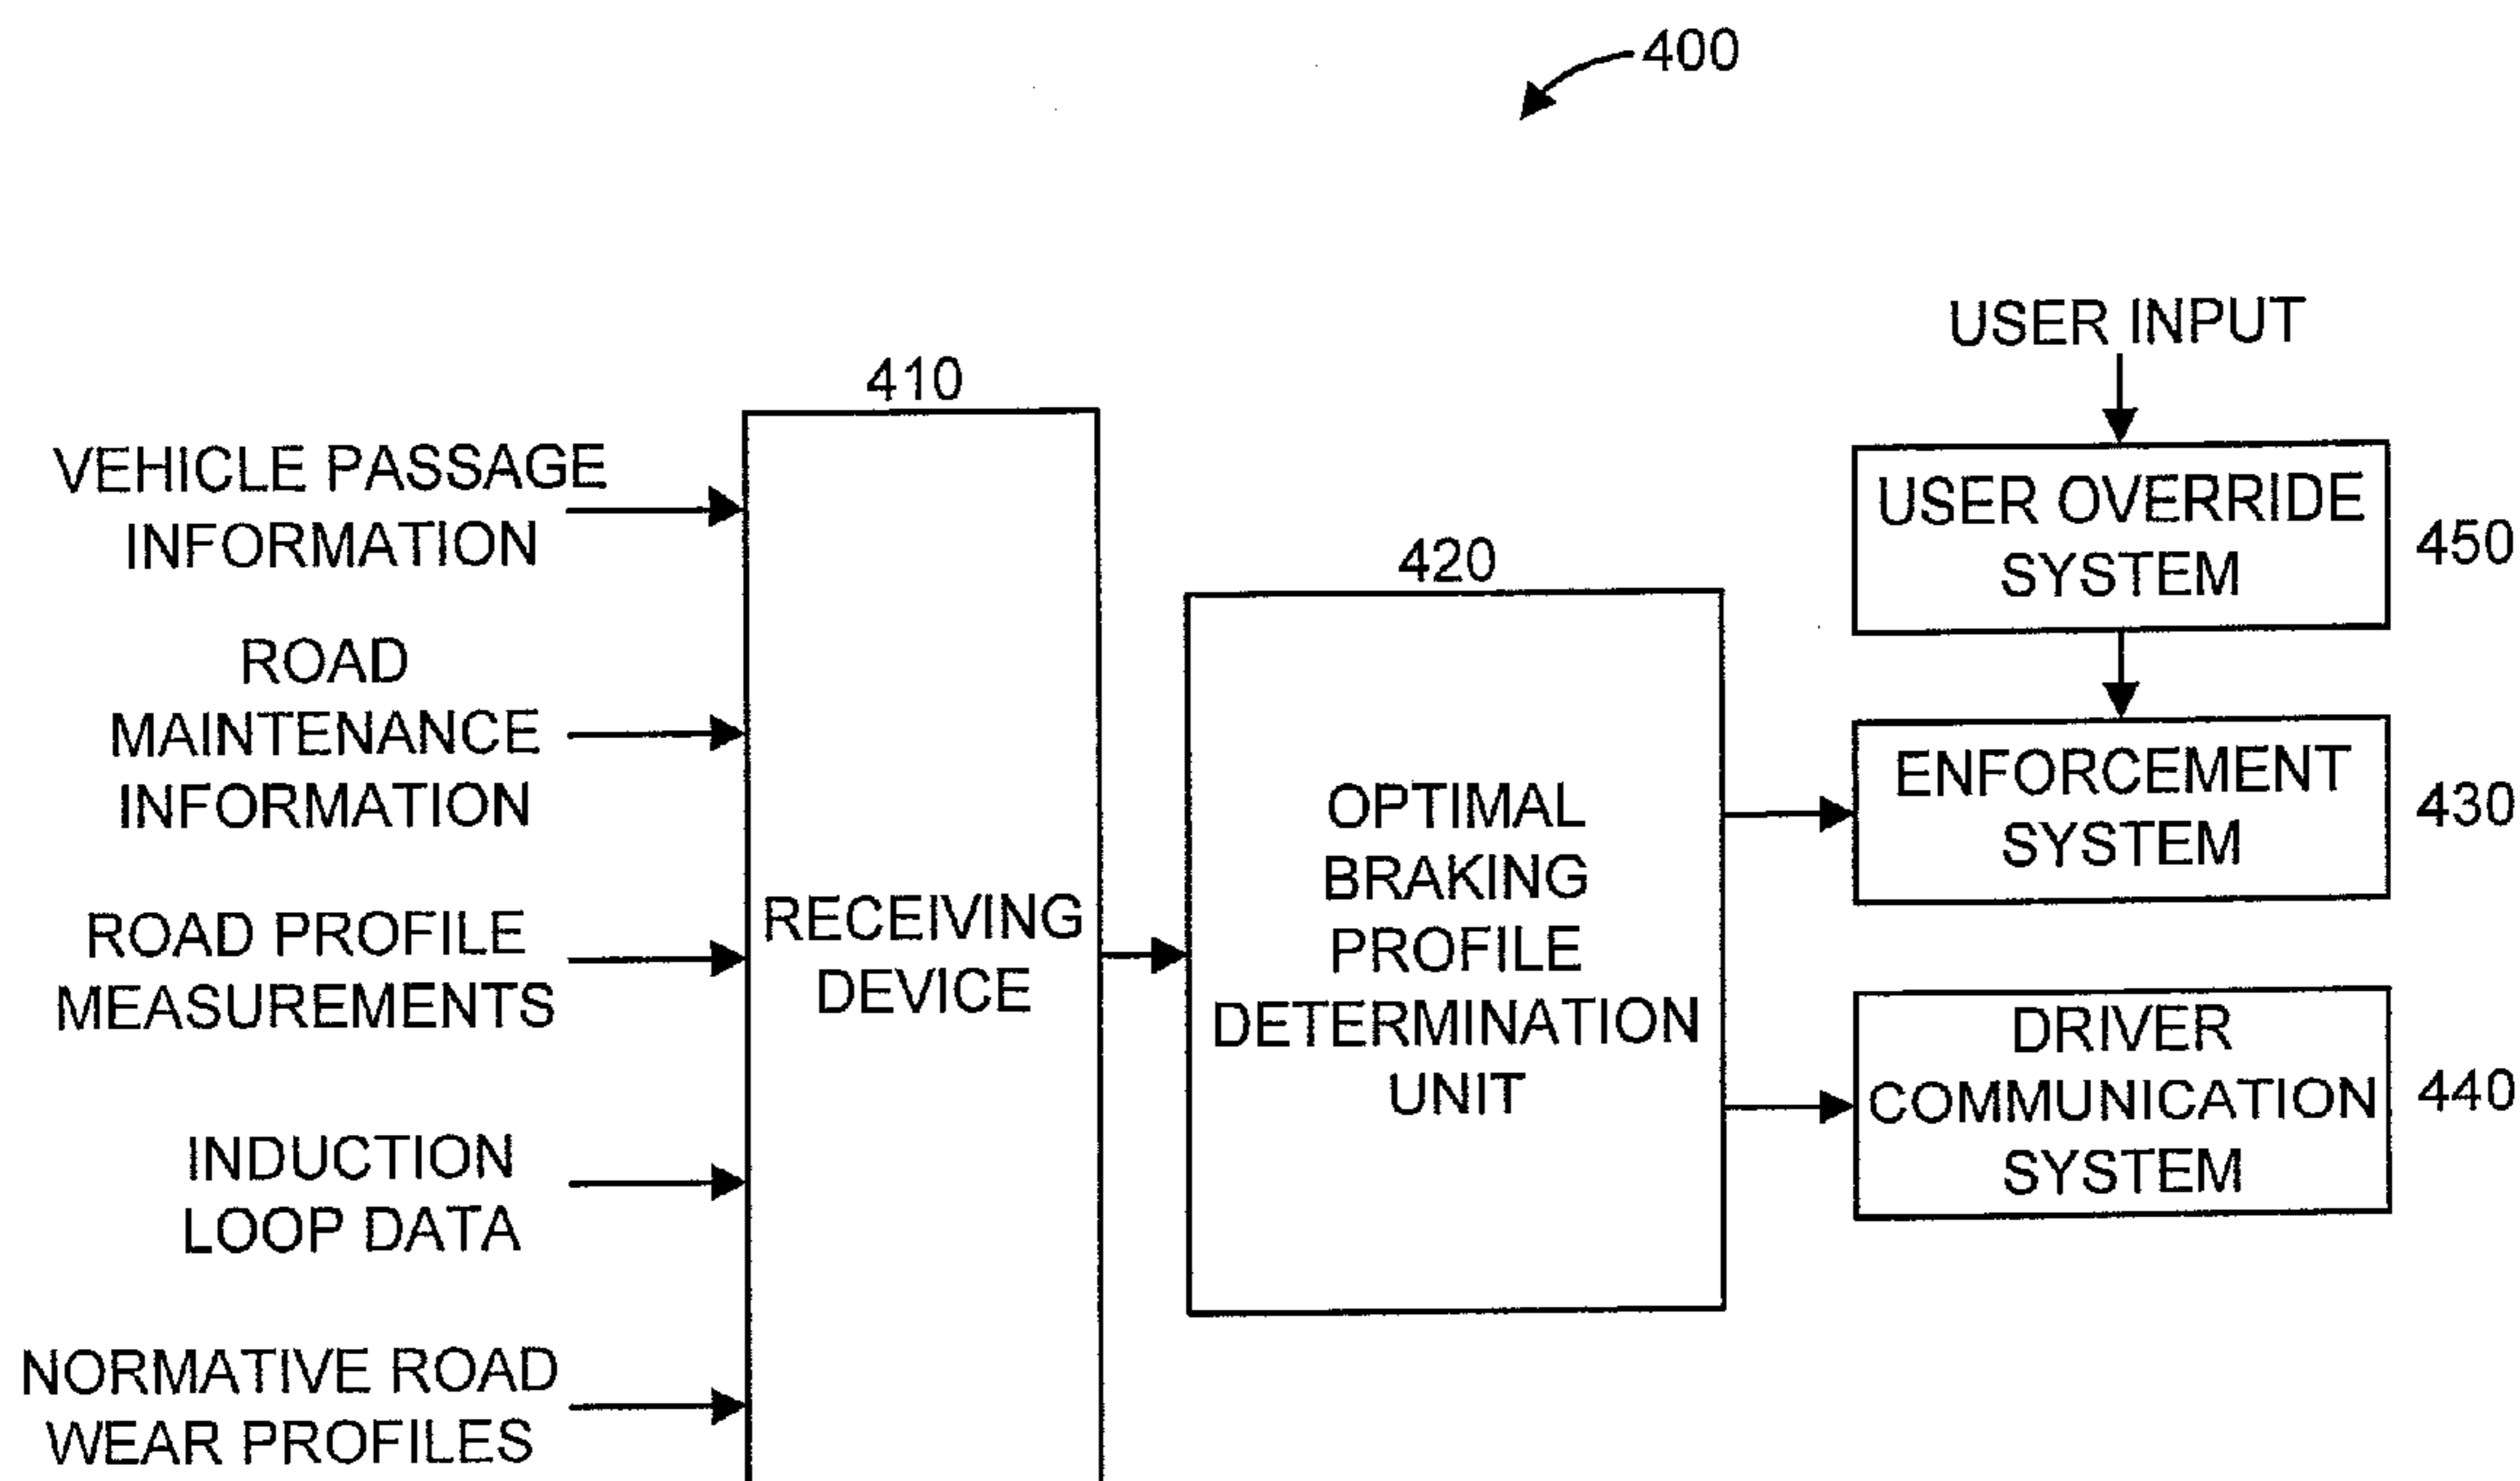 400
USER INPUT
410
VEHICLE PASSAGE
INFORMATION
ROAD
MAINTENANCE
INFORMATION
ROAD PROFILE
MEASUREMENTS
INDUCTION
LOOP DATA
NORMATIVE ROAD
WEAR PROFILES
RECEIVING
DEVICE
420
OPTIMAL
BRAKING
PROFILE
DETERMINATION
UNIT
USER OVERRIDE
SYSTEM
450
ENFORCEMENT
SYSTEM
430
DRIVER
COMMUNICATION
SYSTEM
440